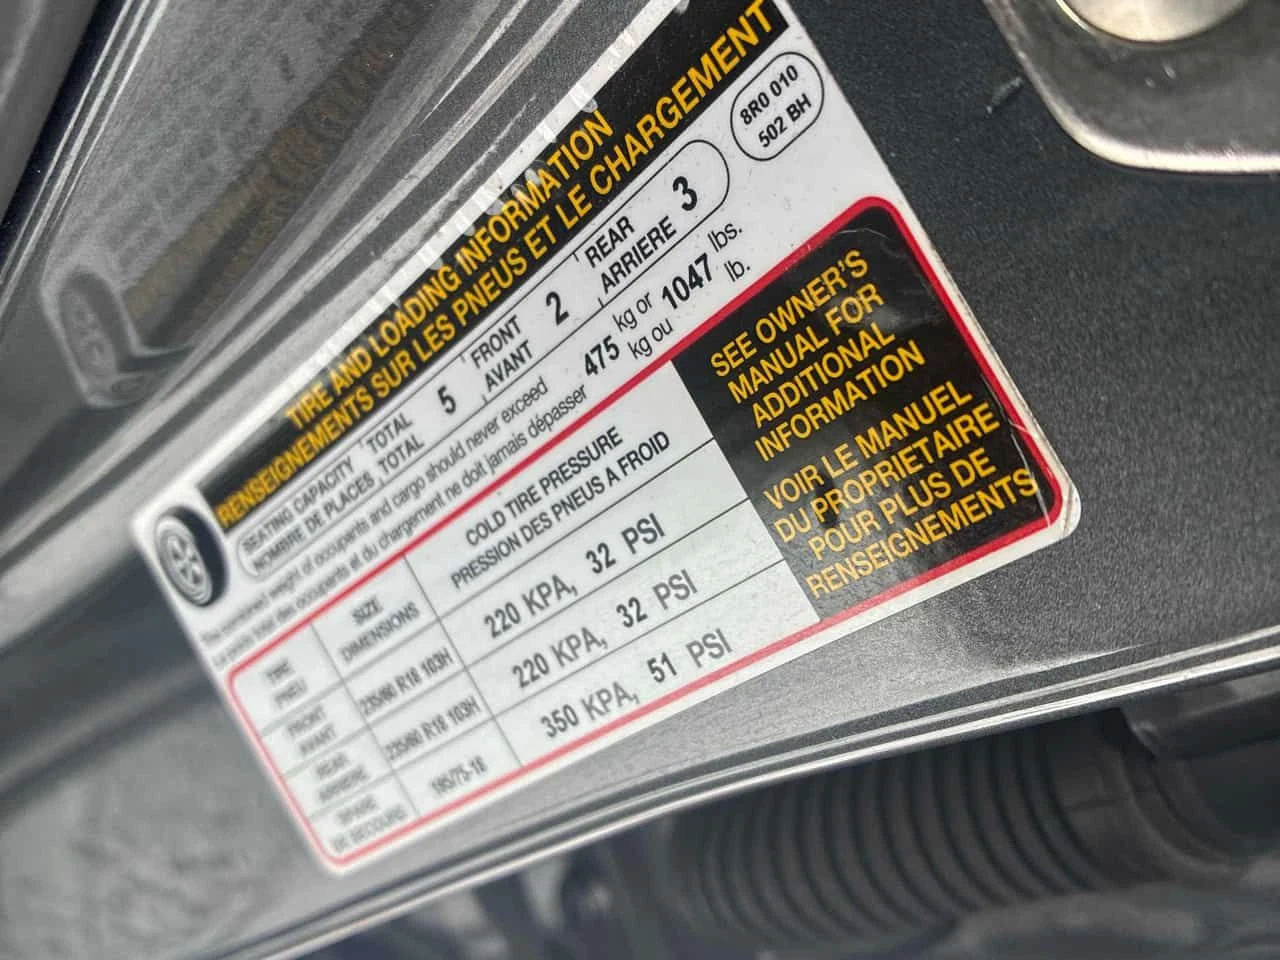 TIRE AND LOADING INFORMATION
RENSEIGNEMENTS SUR LES PNEUS ET LE CHARGEMENT
SEATING CAPACITY TOTAL 5 FRONT 2 REAR 3
NOMBRE DE PLACES TOTAL AVANT ARRIERE
8R0 010
502 BH
The combined weight of occupants and cargo should never exceed 475 kg or 1047 lbs.
Le poids total des occupants et du chargement ne doit jamais dépasser kg ou lb.
TIRE SIZE COLD TIRE PRESSURE
PNEU DIMENSIONS PRESSION DES PNEUS A FROID
FRONT 235/60 R18 103H 220 KPA, 32 PSI
AVANT
REAR 235/60 R18 103H 220 KPA, 32 PSI
ARRIERE
SPARE 195/75-18 350 KPA, 51 PSI
DE SECOURS
SEE OWNER'S
MANUAL FOR
ADDITIONAL
INFORMATION
VOIR LE MANUEL
DU PROPRIETAIRE
POUR PLUS DE
RENSEIGNEMENTS